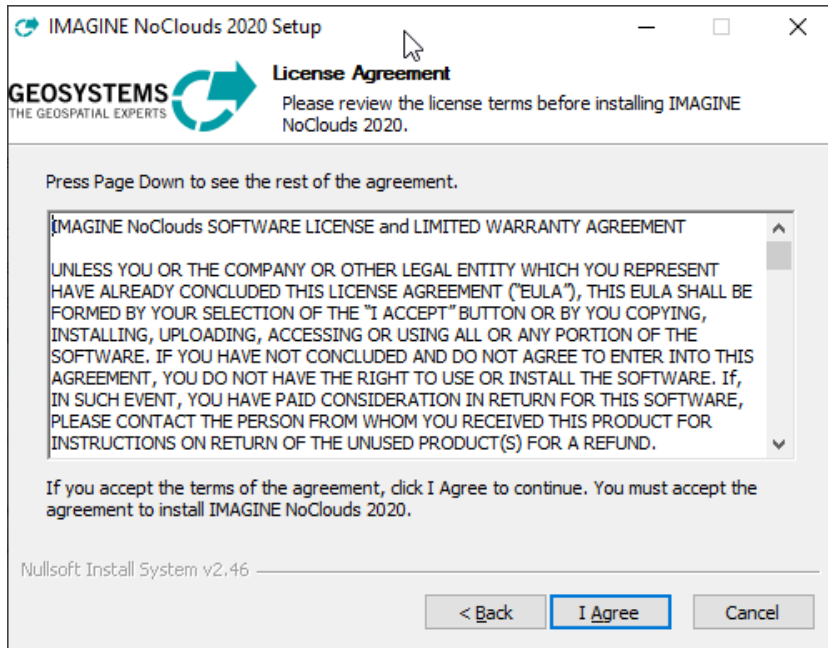 IMAGINE NoClouds 2020 Setup
GEOSYSTEMS
THE GEOSPATIAL EXPERTS
License Agreement
Please review the license terms before installing IMAGINE
NoClouds 2020.
Press Page Down to see the rest of the agreement.
IMAGINE NoClouds SOFTWARE LICENSE and LIMITED WARRANTY AGREEMENT
UNLESS YOU OR THE COMPANY OR OTHER LEGAL ENTITY WHICH YOU REPRESENT
HAVE ALREADY CONCLUDED THIS LICENSE AGREEMENT (“EULA”), THIS EULA SHALL BE
FORMED BY YOUR SELECTION OF THE “I ACCEPT” BUTTON OR BY YOU COPYING,
INSTALLING, UPLOADING, ACCESSING OR USING ALL OR ANY PORTION OF THE
SOFTWARE. IF YOU HAVE NOT CONCLUDED AND DO NOT AGREE TO ENTER INTO THIS
AGREEMENT, YOU DO NOT HAVE THE RIGHT TO USE OR INSTALL THE SOFTWARE. If,
IN SUCH EVENT, YOU HAVE PAID CONSIDERATION IN RETURN FOR THIS SOFTWARE,
PLEASE CONTACT THE PERSON FROM WHOM YOU RECEIVED THIS PRODUCT FOR
INSTRUCTIONS ON RETURN OF THE UNUSED PRODUCT(S) FOR A REFUND.
If you accept the terms of the agreement, click I Agree to continue. You must accept the
agreement to install IMAGINE NoClouds 2020.
Nullsoft Install System v2.46
< Back
I Agree
Cancel